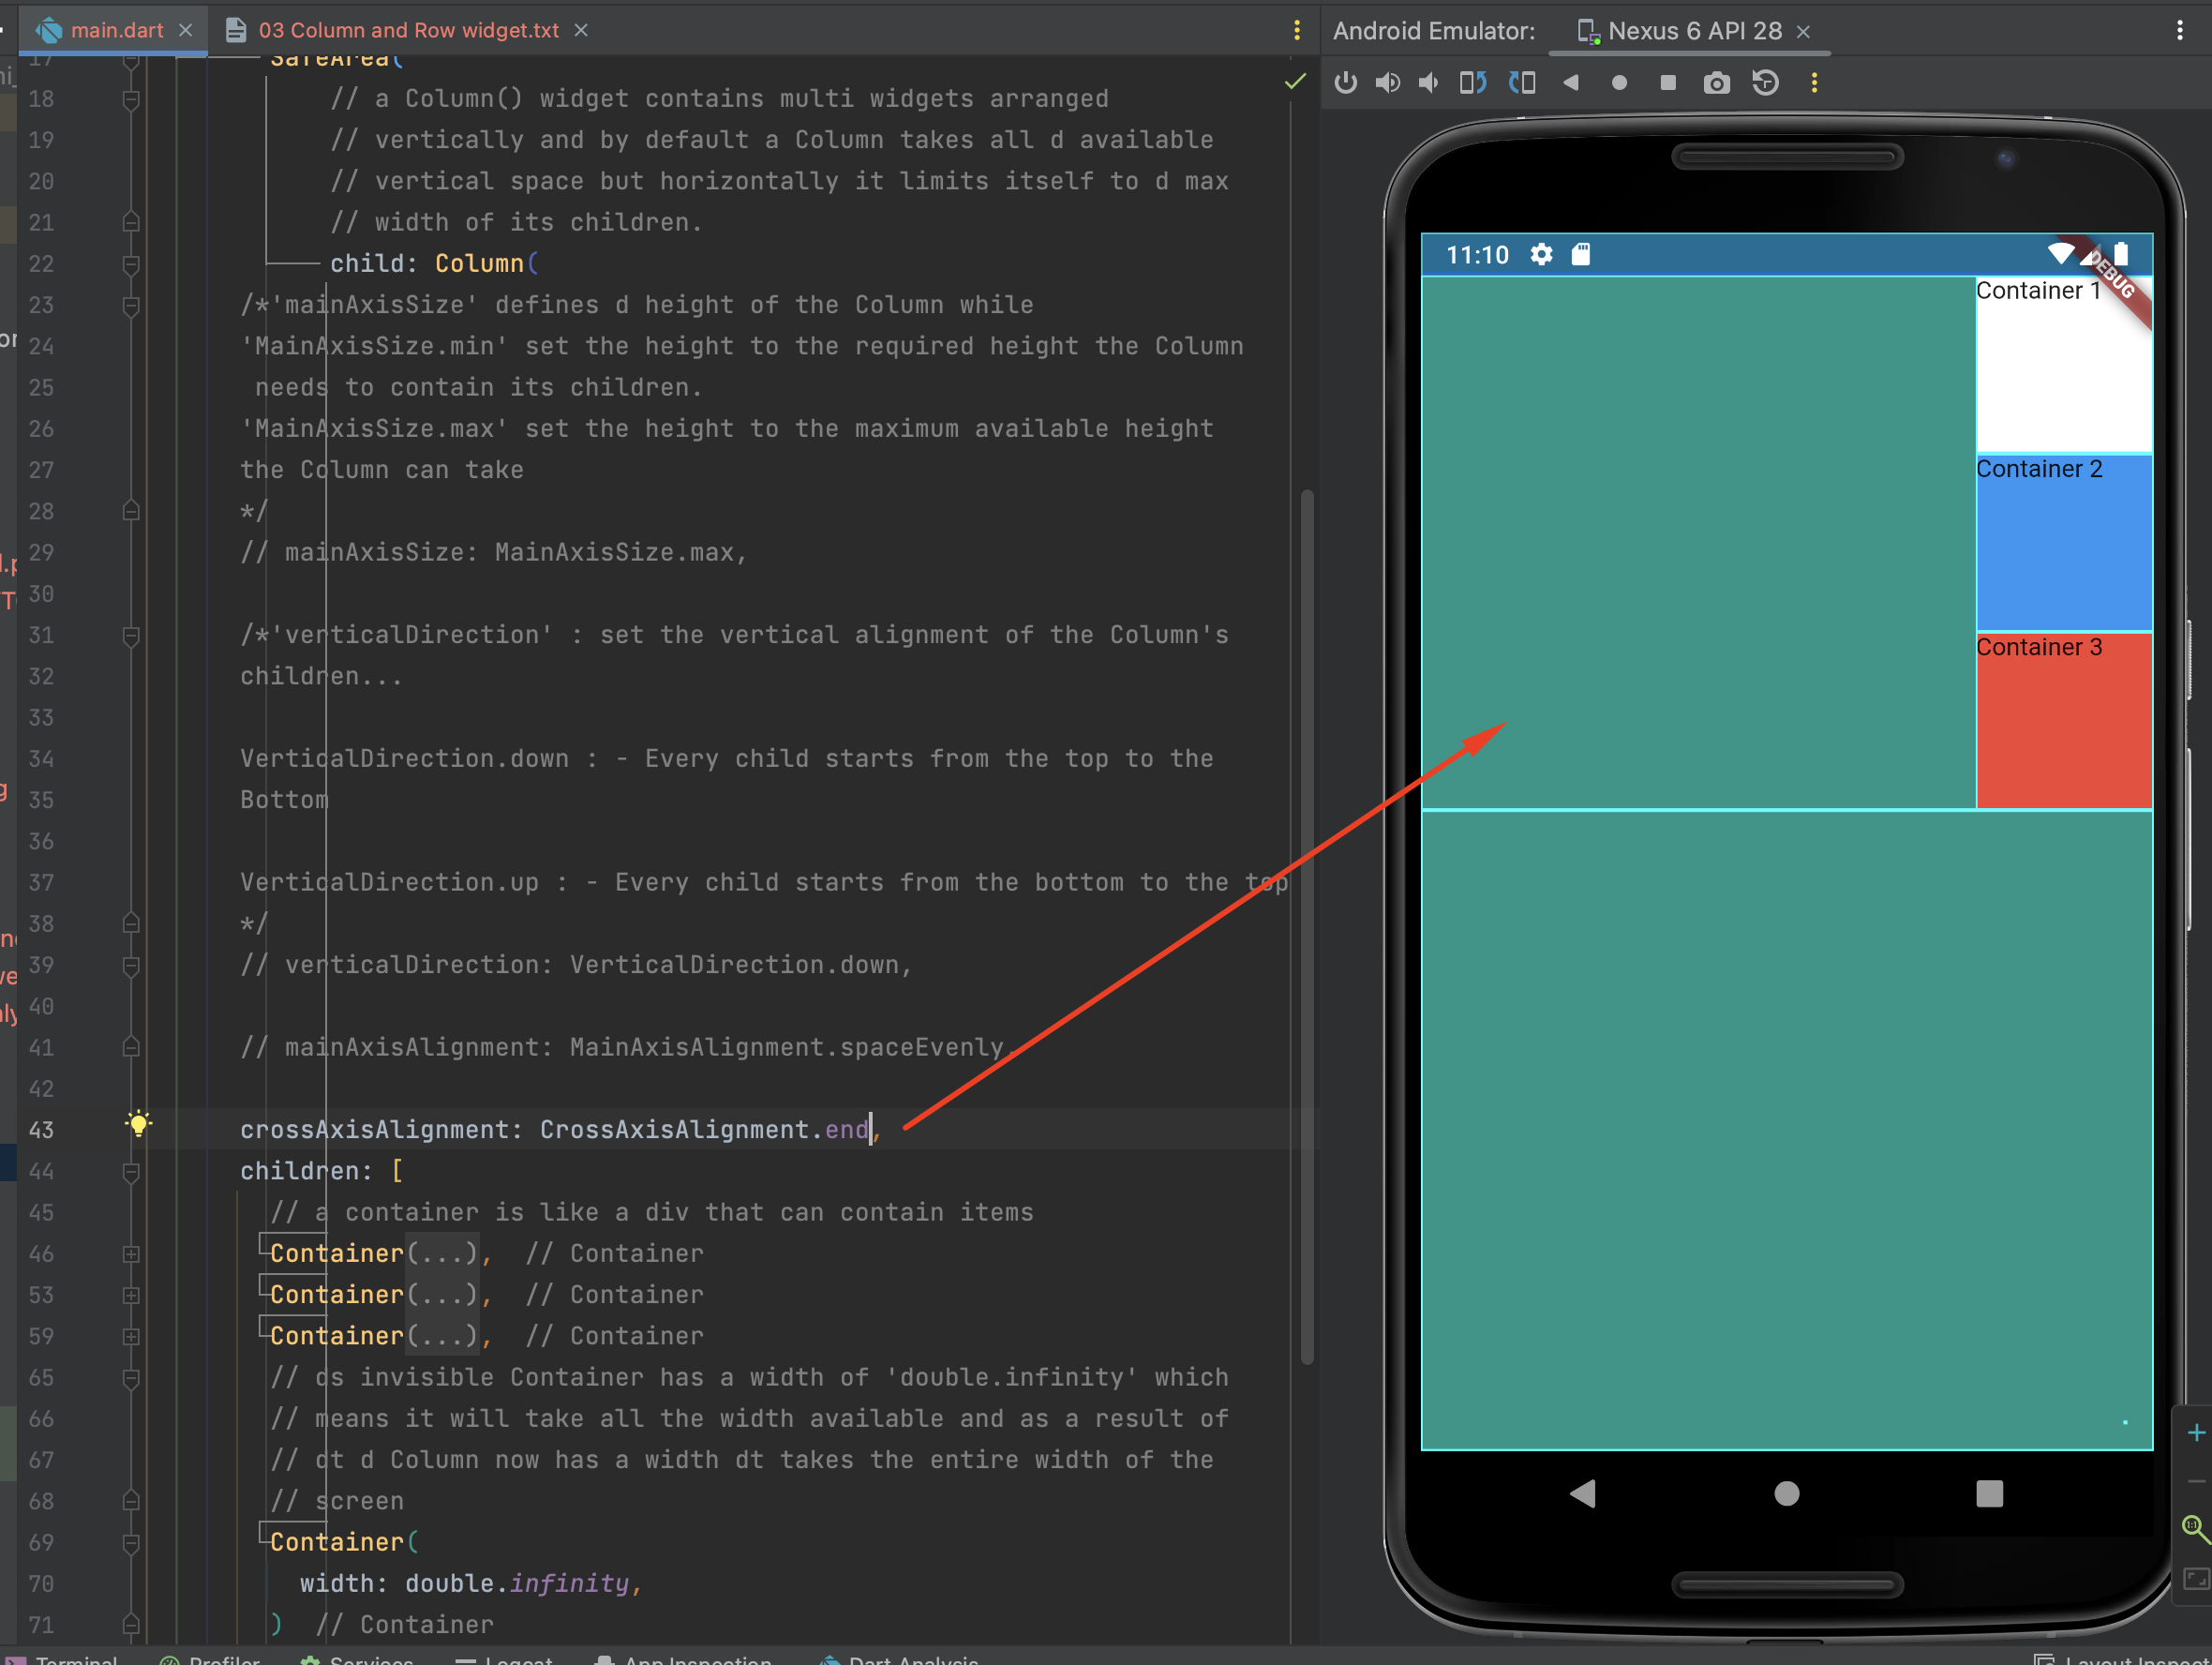 main.dart
03 Column and Row widget.txt
Android Emulator:
Nexus 6 API 28
17 SafeArea(
18 // a Column() widget contains multi widgets arranged
19 // vertically and by default a Column takes all d available
20 // vertical space but horizontally it limits itself to d max
21 // width of its children.
22 child: Column(
23 /*'mainAxisSize' defines d height of the Column while
24 'MainAxisSize.min' set the height to the required height the Column
25 needs to contain its children.
26 'MainAxisSize.max' set the height to the maximum available height
27 the Column can take
28 */
29 // mainAxisSize: MainAxisSize.max,
30
31 /*'verticalDirection' : set the vertical alignment of the Column's
32 children...
33
34 VerticalDirection.down : - Every child starts from the top to the
35 Bottom
36
37 VerticalDirection.up : - Every child starts from the bottom to the top
38 */
39 // verticalDirection: VerticalDirection.down,
40
41 // mainAxisAlignment: MainAxisAlignment.spaceEvenly,
42
43 crossAxisAlignment: CrossAxisAlignment.end,
44 children: [
45 // a container is like a div that can contain items
46 Container(...), // Container
53 Container(...), // Container
59 Container(...), // Container
65 // ds invisible Container has a width of 'double.infinity' which
66 // means it will take all the width available and as a result of
67 // dt d Column now has a width dt takes the entire width of the
68 // screen
69 Container(
70 width: double.infinity,
71 ) // Container
11:10
DEBUG
Container 1
Container 2
Container 3
1:1
Terminal
Profiler
Services
Logcat
App Inspection
Dart Analysis
Layout Inspect